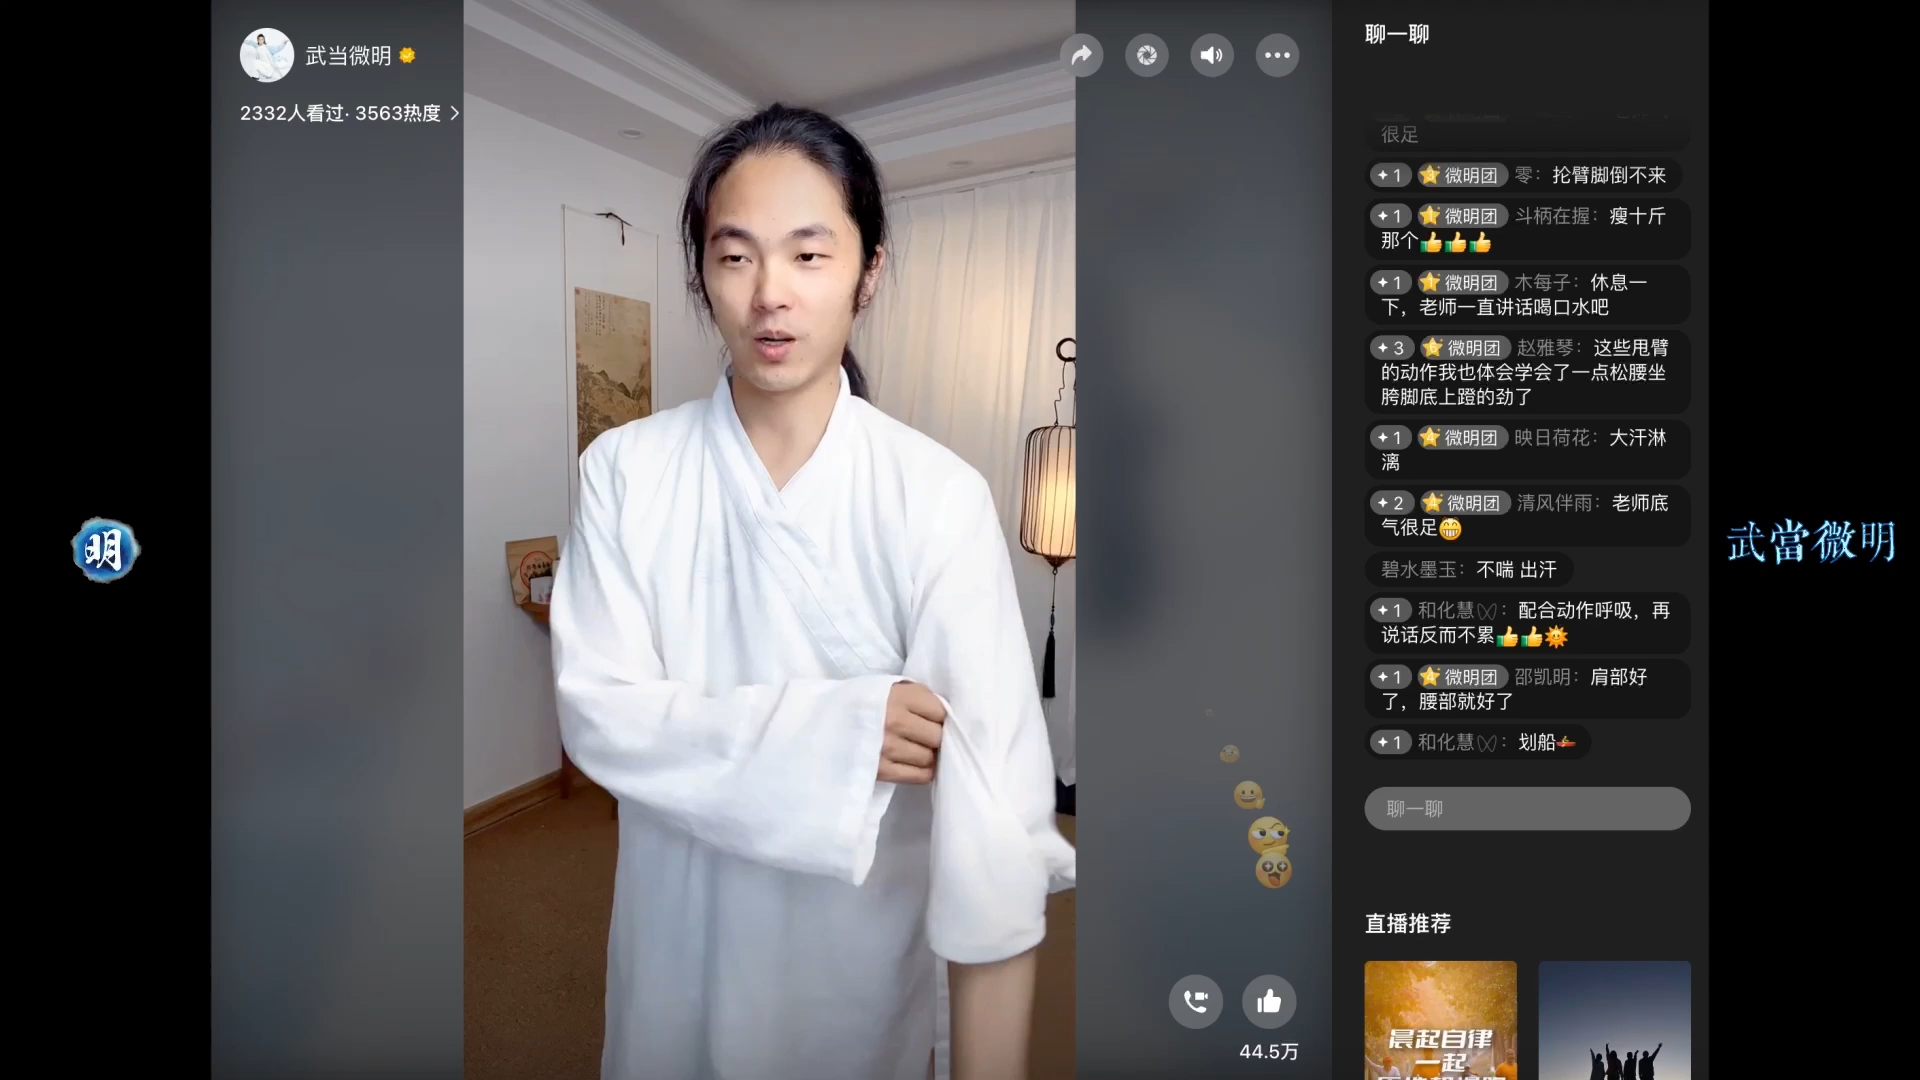 武当微明
2332人看过· 3563热度
聊一聊
很足
1 微明团 零：抡臂脚倒不来
1 微明团 斗柄在握：瘦十斤
那个👍👍👍
1 微明团 木每子：休息一
下，老师一直讲话喝口水吧
3 微明团 赵雅琴：这些甩臂
的动作我也体会学会了一点松腰坐
胯脚底上蹬的劲了
1 微明团 映日荷花：大汗淋
漓
2 微明团 清风伴雨：老师底
气很足😁
碧水墨玉：不喘 出汗
1 和化慧：配合动作呼吸，再
说话反而不累👍👍🌞
1 微明团 邵凯明：肩部好
了，腰部就好了
1 和化慧：划船🚣
聊一聊
明
武當微明
44.5万
直播推荐
晨起自律
一起